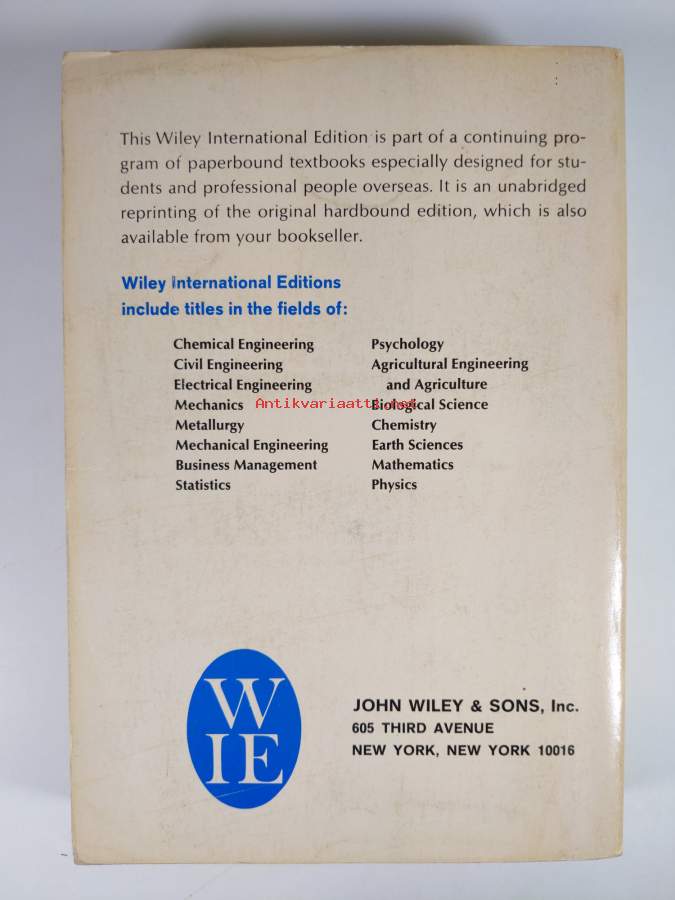 This Wiley International Edition is part of a continuing pro-
gram of paperbound textbooks especially designed for stu-
dents and professional people overseas. It is an unabridged
reprinting of the original hardbound edition, which is also
available from your bookseller.
Wiley International Editions
include titles in the fields of:
Chemical Engineering
Civil Engineering
Electrical Engineering
Mechanics
Metallurgy
Mechanical Engineering
Business Management
Statistics
Psychology
Agricultural Engineering
and Agriculture
Biological Science
Chemistry
Earth Sciences
Mathematics
Physics
Antikvariaatti.net
W
IE
JOHN WILEY & SONS, Inc.
605 THIRD AVENUE
NEW YORK, NEW YORK 10016